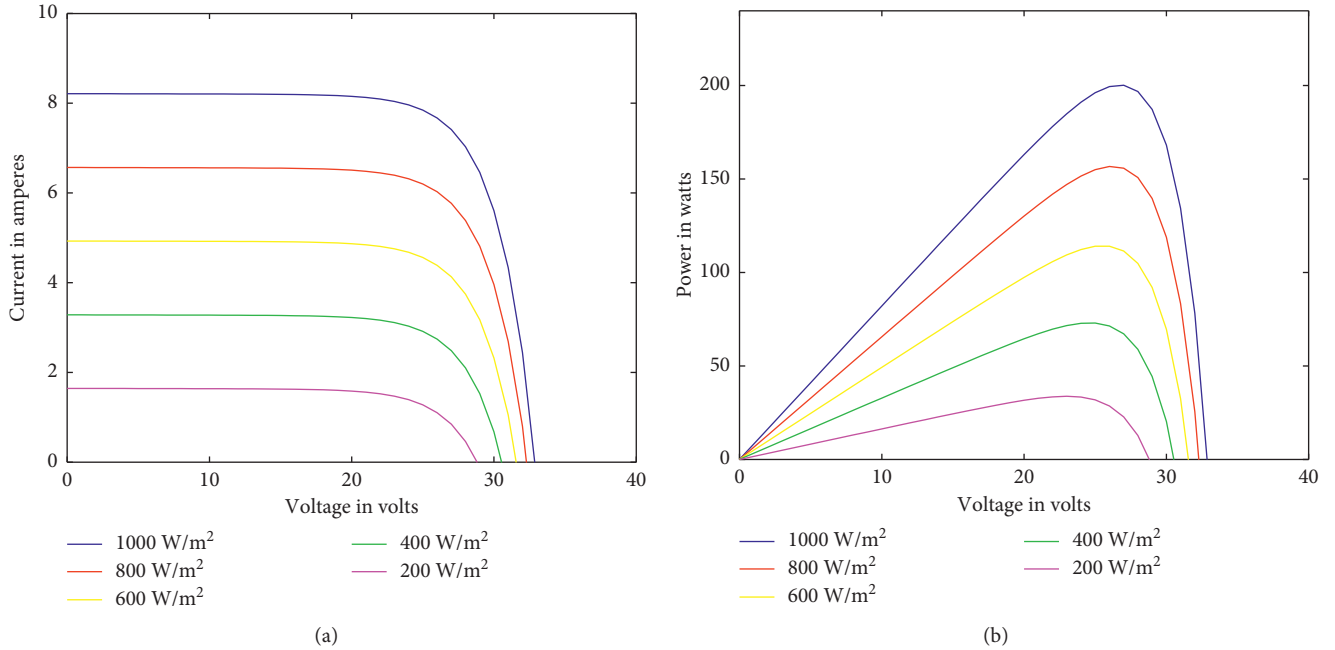 10
8
6
4
2
0
Current in amperes
0 10 20 30 40
Voltage in volts
1000 W/m²
800 W/m²
600 W/m²
400 W/m²
200 W/m²
(a)
200
150
100
50
0
Power in watts
0 10 20 30 40
Voltage in volts
1000 W/m²
800 W/m²
600 W/m²
400 W/m²
200 W/m²
(b)